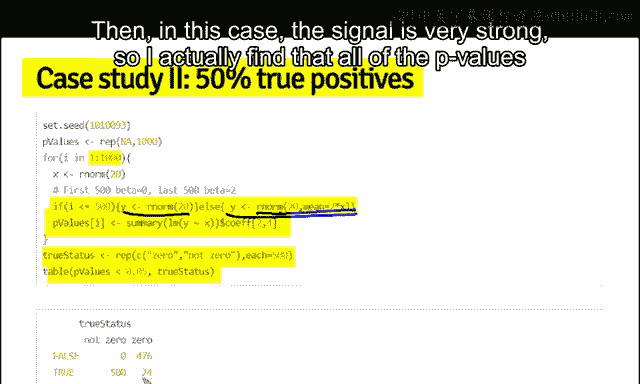 Then, in this case, the signal is very strong,
so I actually find that all of the p-values
Case study II: 50% true positives
set.seed(1010093)
pValues <- rep(NA,1000)
for(i in 1:1000){
x <- rnorm(20)
# First 500 beta=0, last 500 beta=2
if(i <= 500){y <- rnorm(20)}else{ y <- rnorm(20,mean=2*x)}
pValues[i] <- summary(lm(y ~ x))$coeff[2,4]
}
trueStatus <- rep(c("zero","not zero"),each=500)
table(pValues < 0.05, trueStatus)
trueStatus
not zero zero
FALSE 0 476
TRUE 500 24